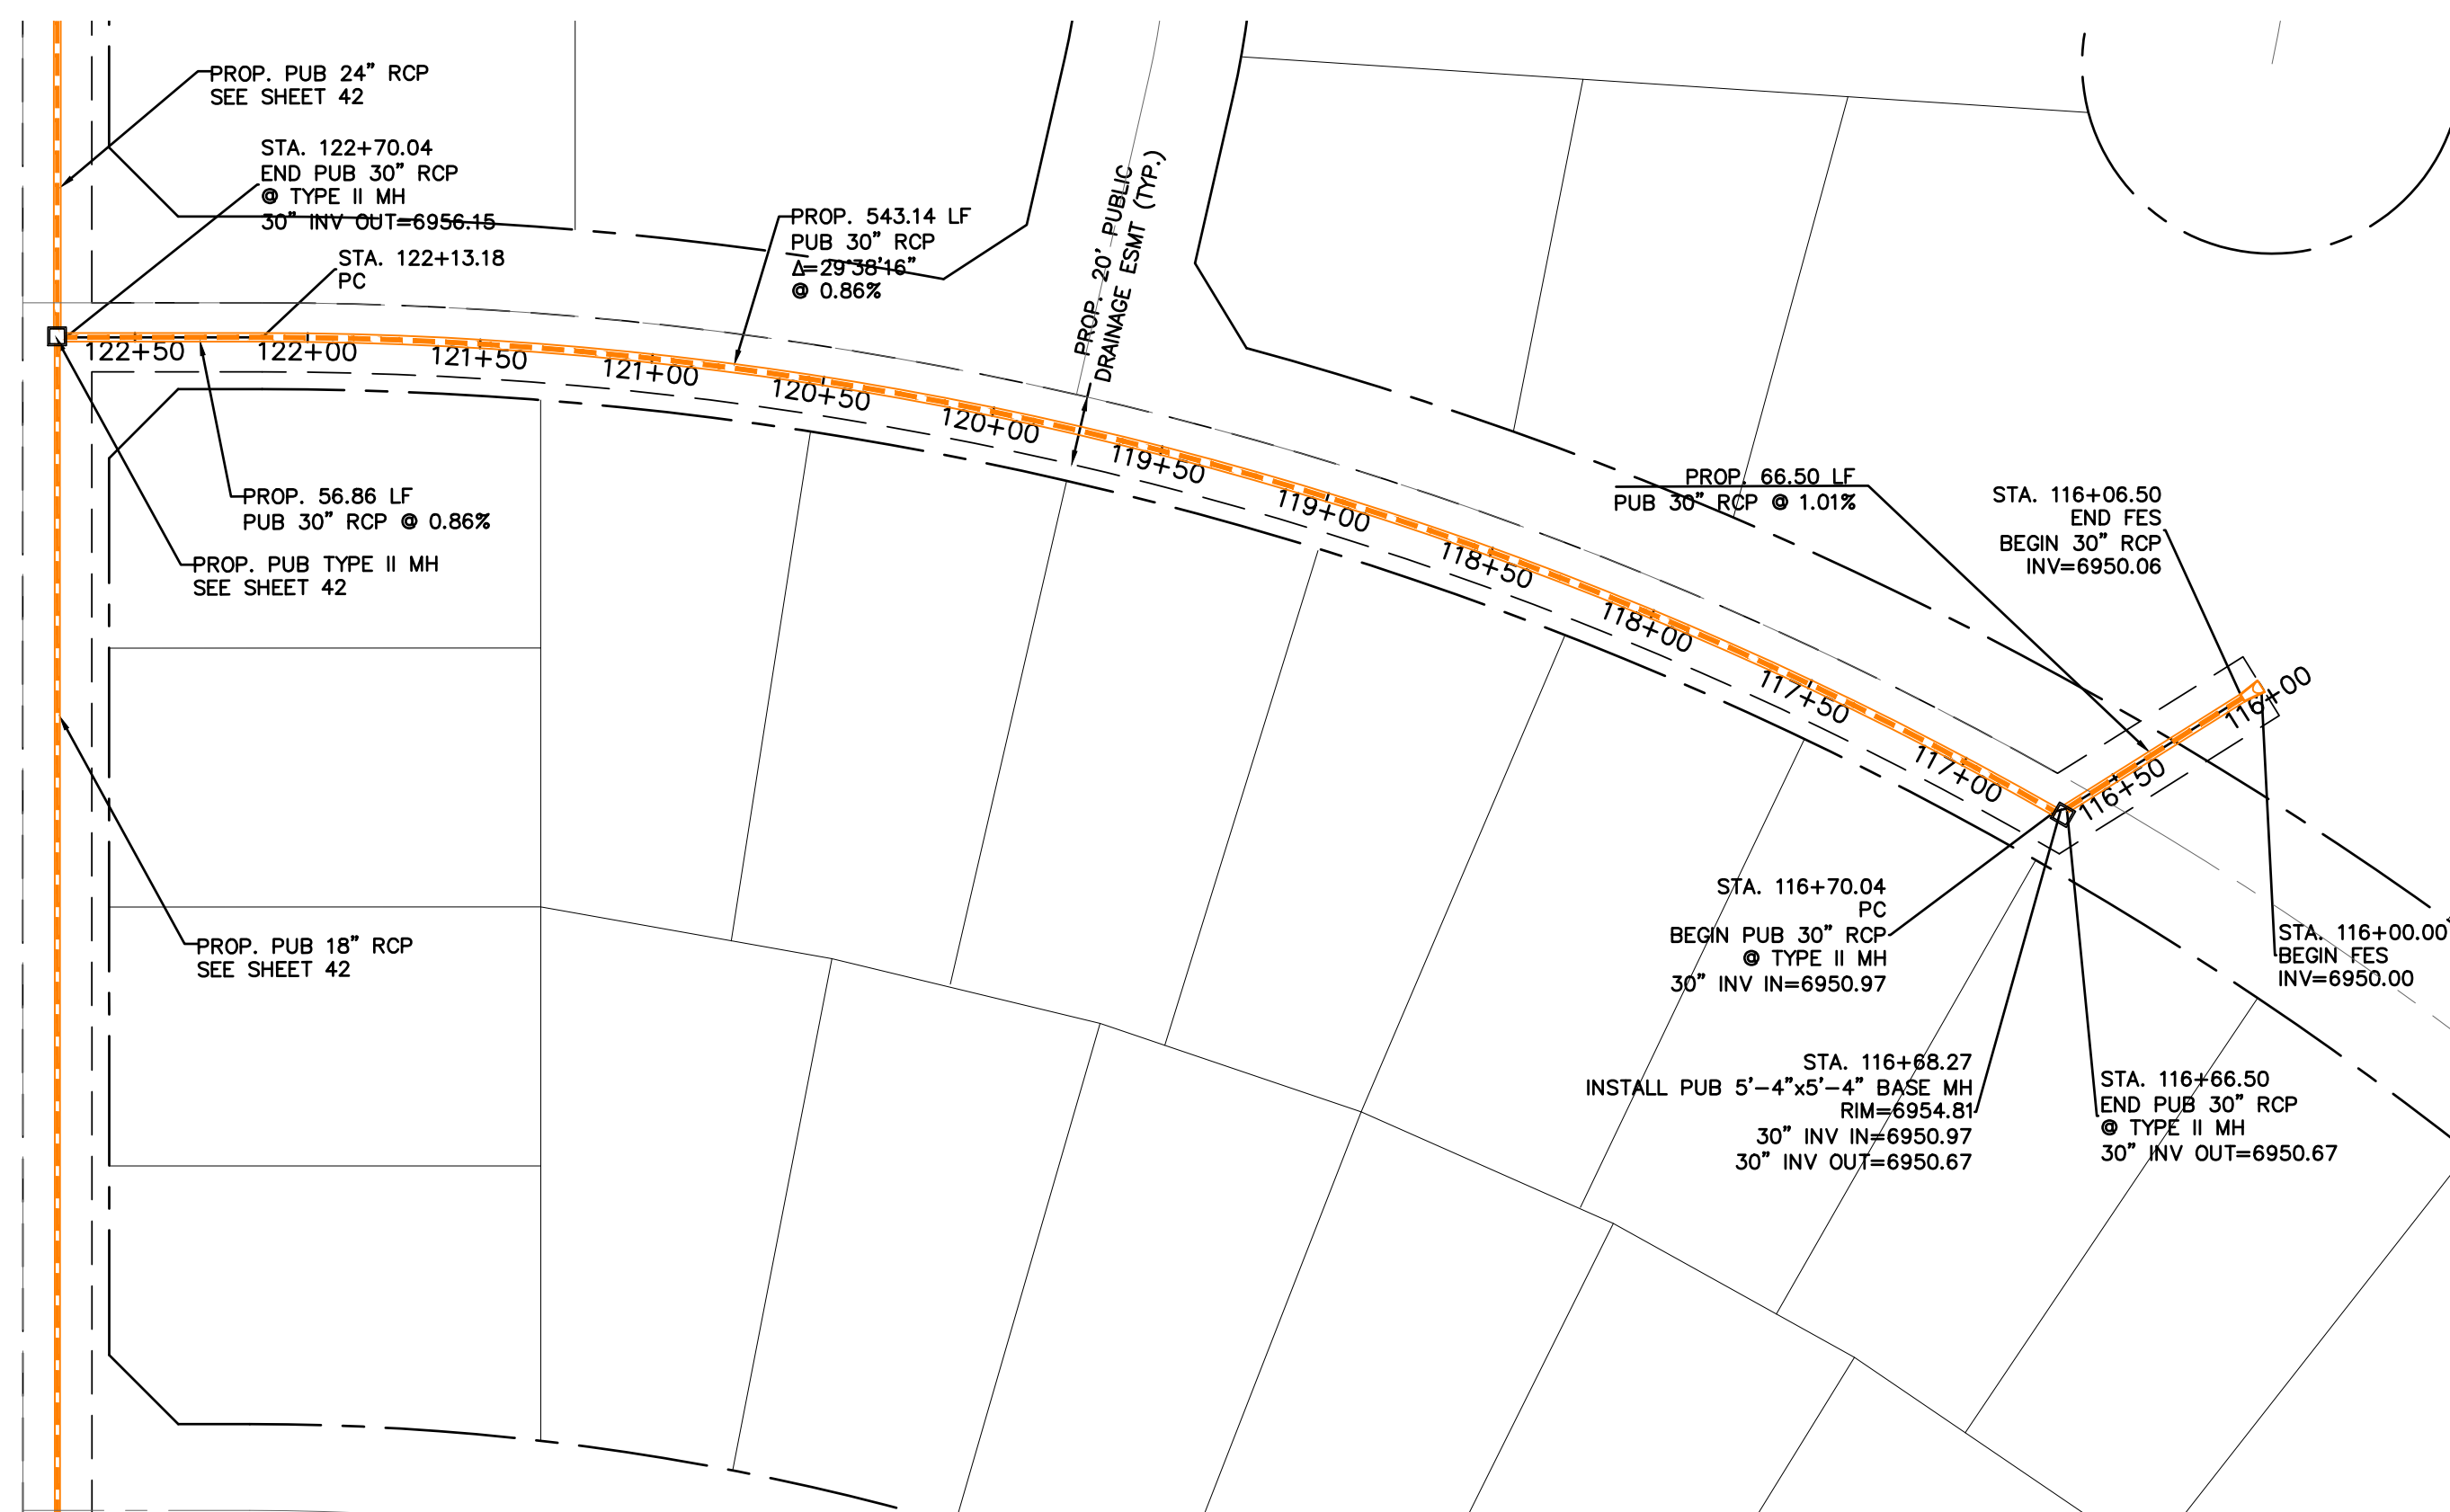 PROP. PUB 24" RCP
SEE SHEET 42
STA. 122+70.04
END PUB 30" RCP
@ TYPE II MH
30" INV OUT=6956.15
STA. 122+13.18
PC
PROP. 543.14 LF
PUB 30" RCP
Δ=29°38'16"
@ 0.86%
PROP. 20' PUBLIC
DRAINAGE ESMT (TYP.)
122+50
122+00
121+50
121+00
120+50
120+00
119+50
119+00
118+50
118+00
117+50
117+00
116+50
116+00
PROP. 56.86 LF
PUB 30" RCP @ 0.86%
PROP. PUB TYPE II MH
SEE SHEET 42
PROP. 66.50 LF
PUB 30" RCP @ 1.01%
STA. 116+06.50
END FES
BEGIN 30" RCP
INV=6950.06
PROP. PUB 18" RCP
SEE SHEET 42
STA. 116+70.04
PC
BEGIN PUB 30" RCP
@ TYPE II MH
30" INV IN=6950.97
STA. 116+00.00
BEGIN FES
INV=6950.00
STA. 116+68.27
INSTALL PUB 5'-4"x5'-4" BASE MH
RIM=6954.81
30" INV IN=6950.97
30" INV OUT=6950.67
STA. 116+66.50
END PUB 30" RCP
@ TYPE II MH
30" INV OUT=6950.67